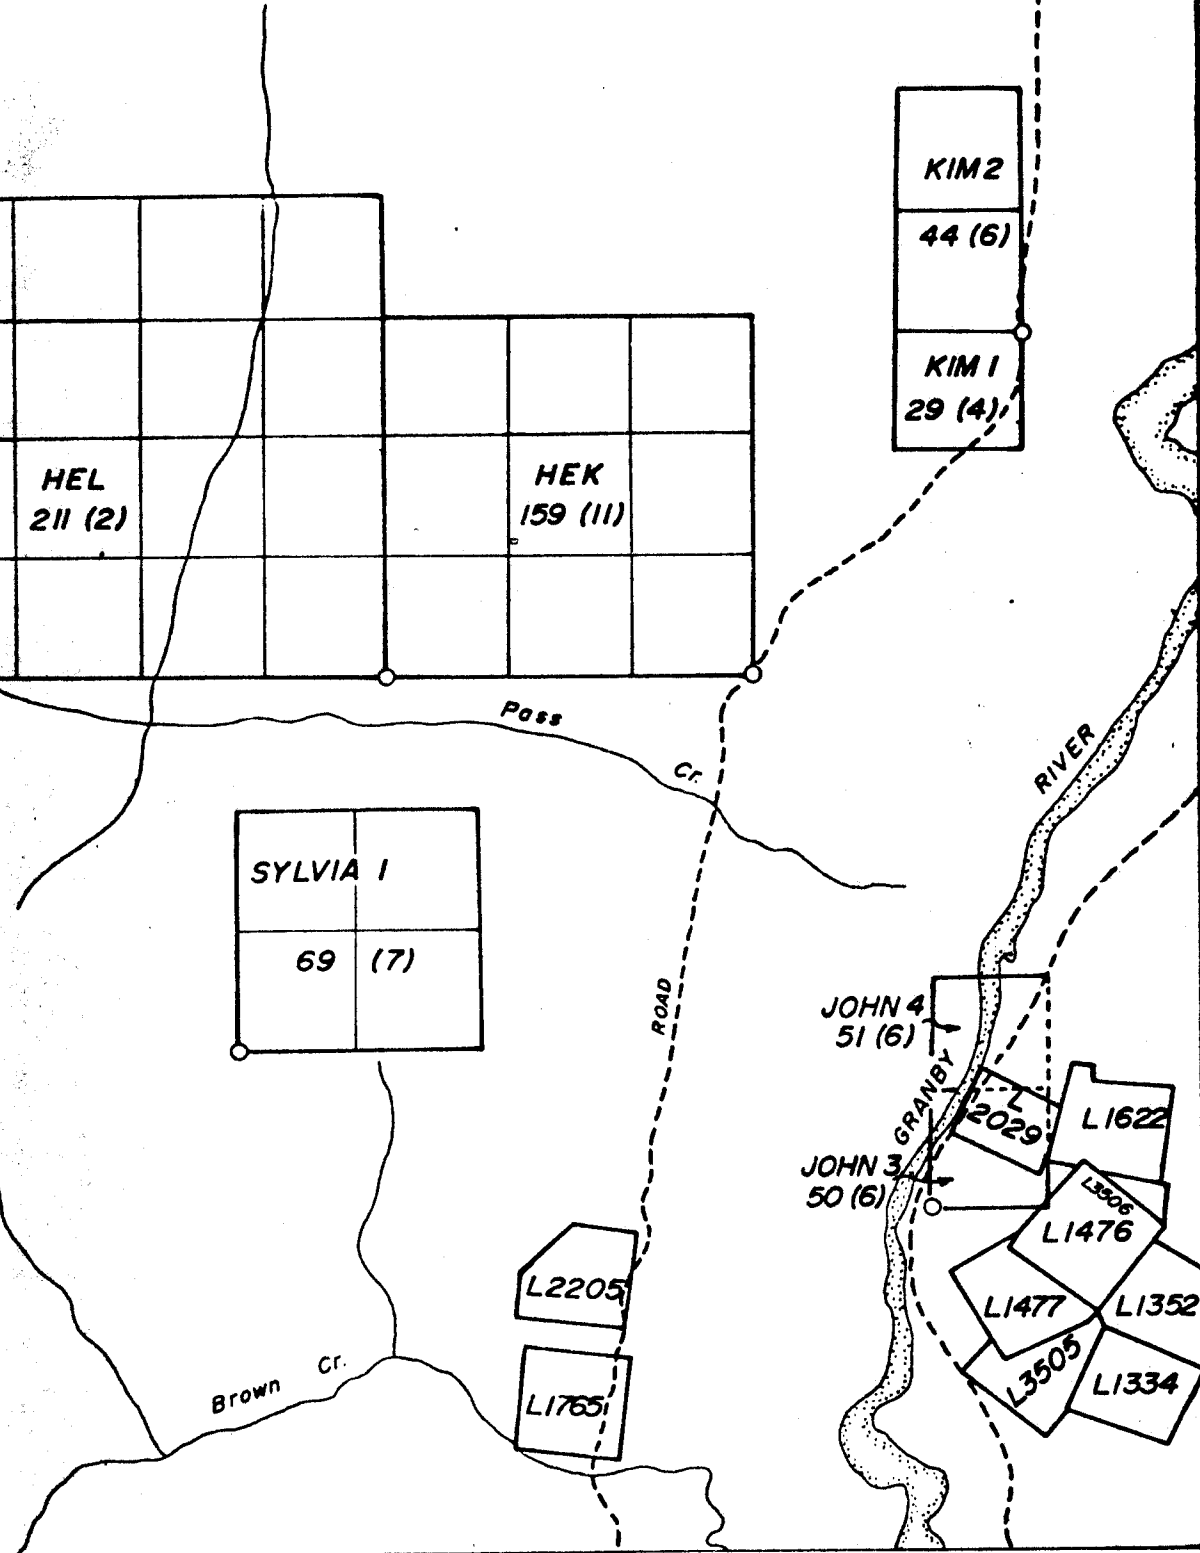 KIM 2
44 (6)
KIM 1
29 (4)
HEL
211 (2)
HEK
159 (11)
Pass
Cr.
RIVER
SYLVIA 1
69 (7)
ROAD
JOHN 4
51 (6)
GRANBY
L
2029
L1622
JOHN 3
50 (6)
L3506
L1476
L2205
L1477
L1352
L3505
L1334
Brown
Cr.
L1765